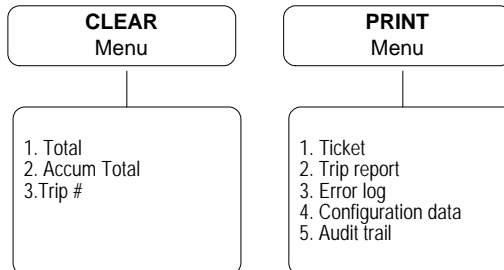 CLEAR
Menu
1. Total
2. Accum Total
3.Trip #
PRINT
Menu
1. Ticket
2. Trip report
3. Error log
4. Configuration data
5. Audit trail